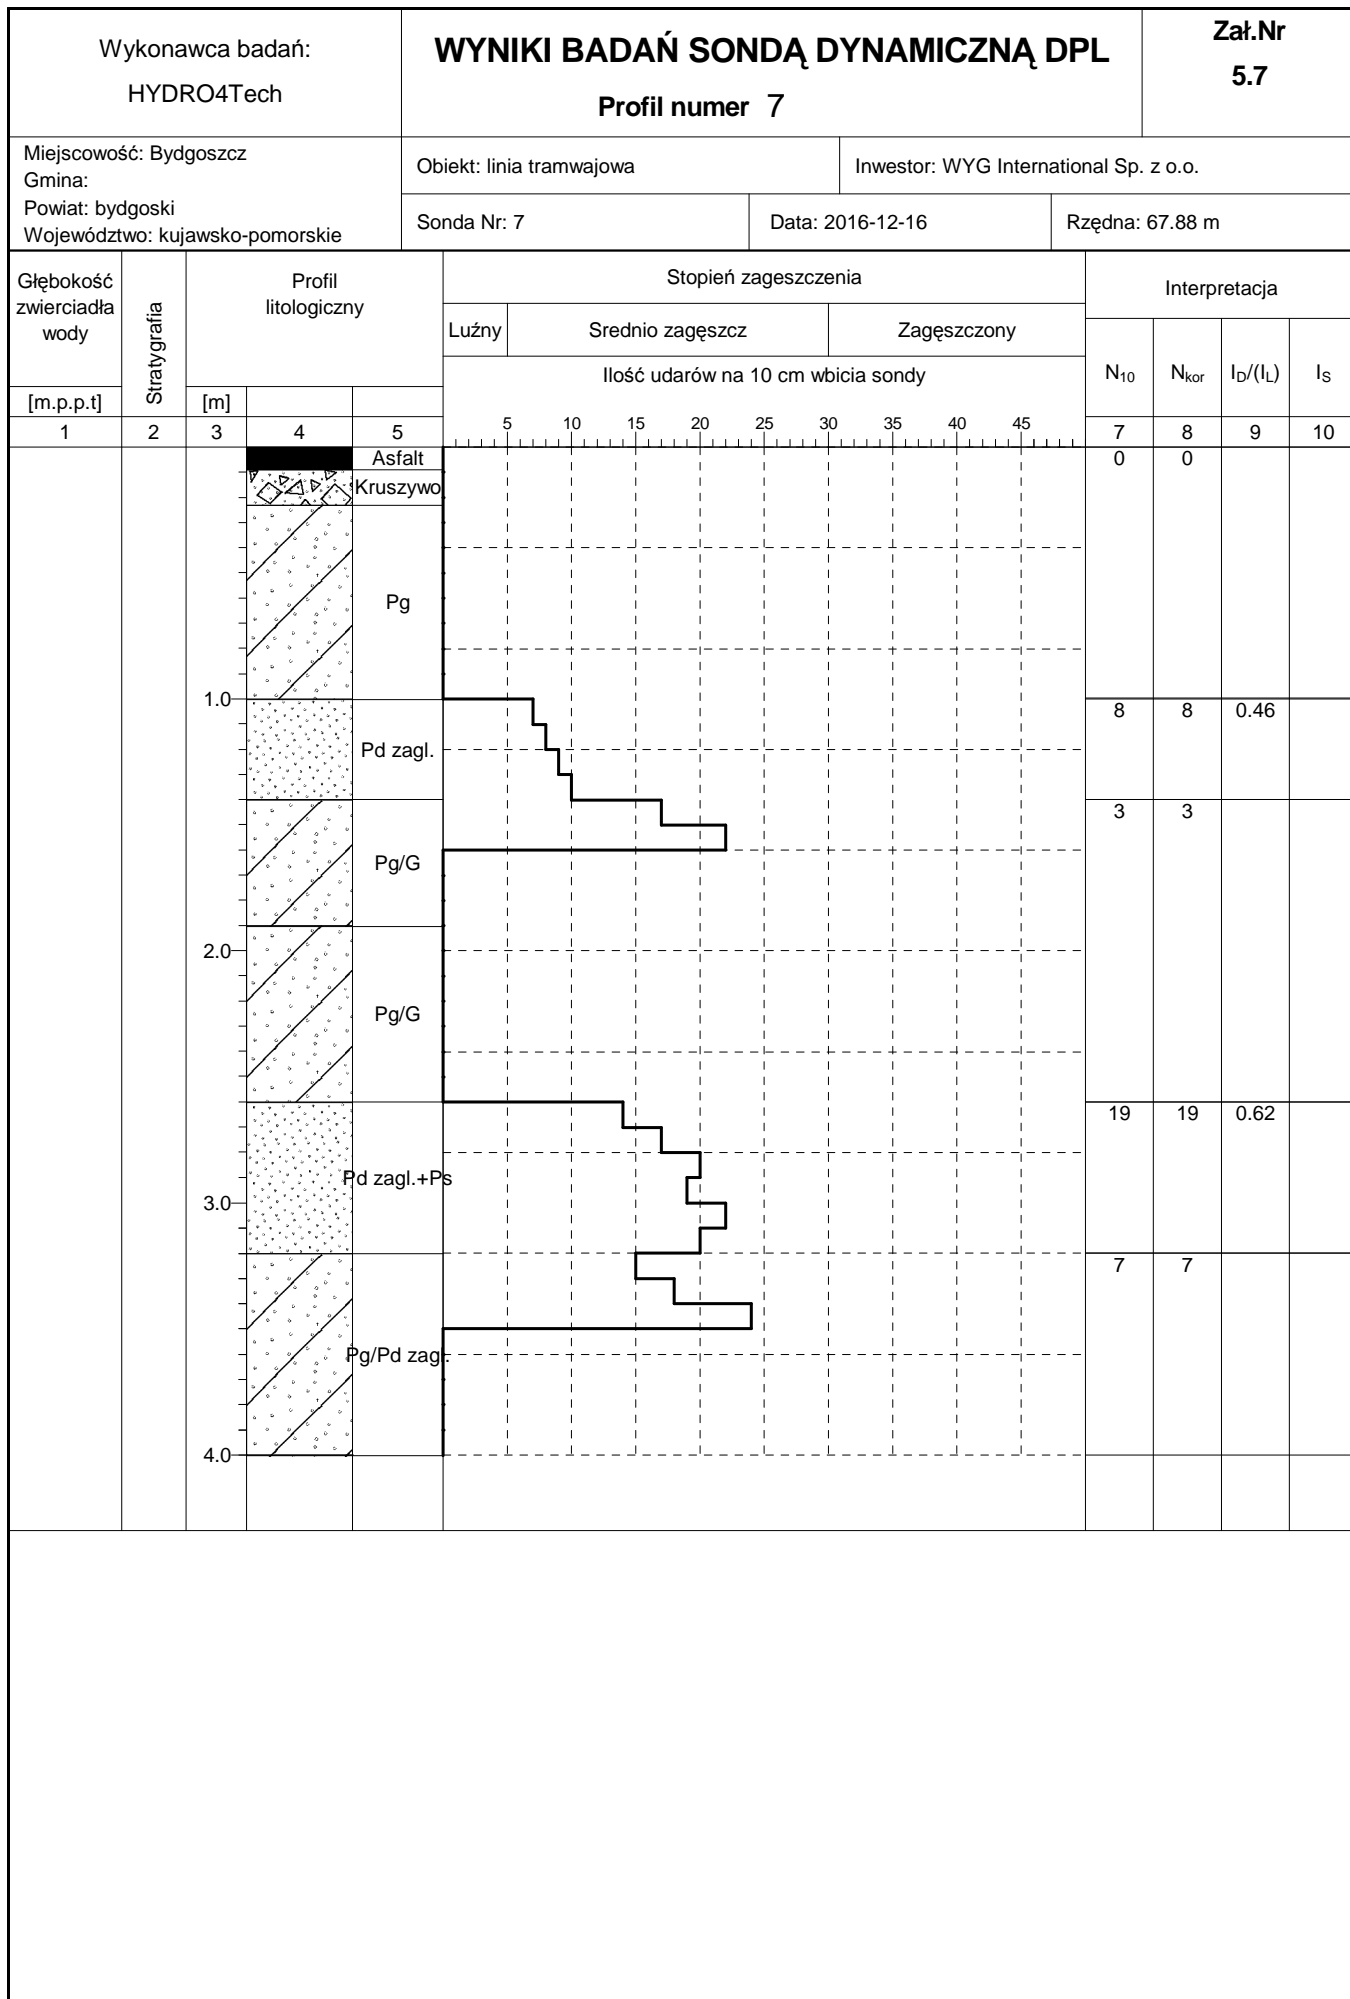 Wykonawca badań:
HYDRO4Tech
WYNIKI BADAŃ SONDĄ DYNAMICZNĄ DPL
Profil numer 7
Zał.Nr
5.7
Miejscowość: Bydgoszcz
Gmina:
Powiat: bydgoski
Województwo: kujawsko-pomorskie
Obiekt: linia tramwajowa
Inwestor: WYG International Sp. z o.o.
Sonda Nr: 7
Data: 2016-12-16
Rzędna: 67.88 m
Głębokość
zwierciadła
wody
[m.p.p.t]
Stratygrafia
Profil
litologiczny
[m]
Stopień zageszczenia
Luźny
Srednio zagęszcz
Zagęszczony
Ilość udarów na 10 cm wbicia sondy
Interpretacja
N10
Nkor
ID/(IL)
IS
5 10 15 20 25 30 35 40 45
1 2 3 4 5 7 8 9 10
Asfalt
0 0
Kruszywo
Pg
1.0
8 8 0.46
Pd zagl.
3 3
Pg/G
2.0
Pg/G
19 19 0.62
Pd zagl.+Ps
3.0
7 7
Pg/Pd zagl.
4.0